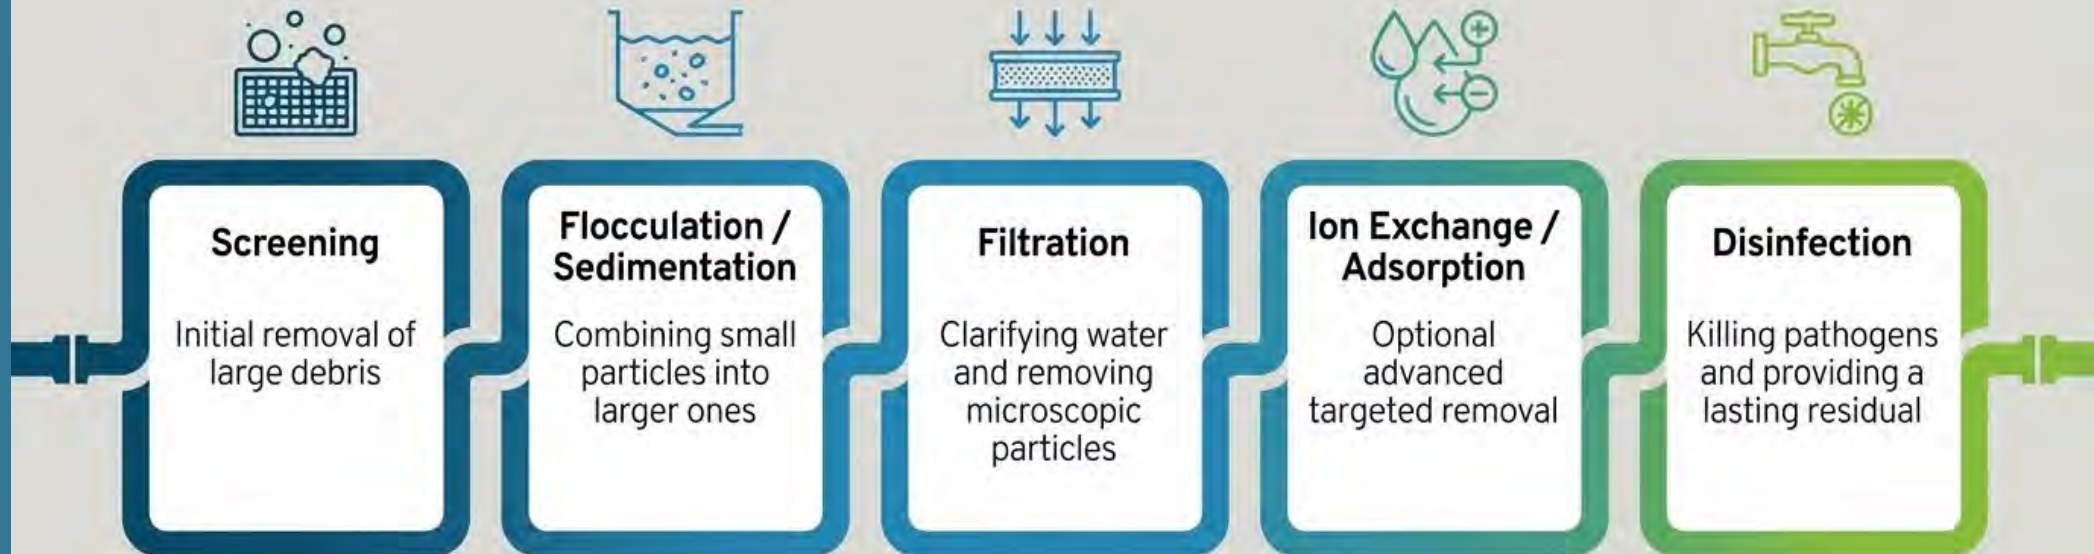 Screening
Initial removal of
large debris
Flocculation /
Sedimentation
Combining small
particles into
larger ones
Filtration
Clarifying water
and removing
microscopic
particles
Ion Exchange /
Adsorption
Optional
advanced
targeted removal
Disinfection
Killing pathogens
and providing a
lasting residual